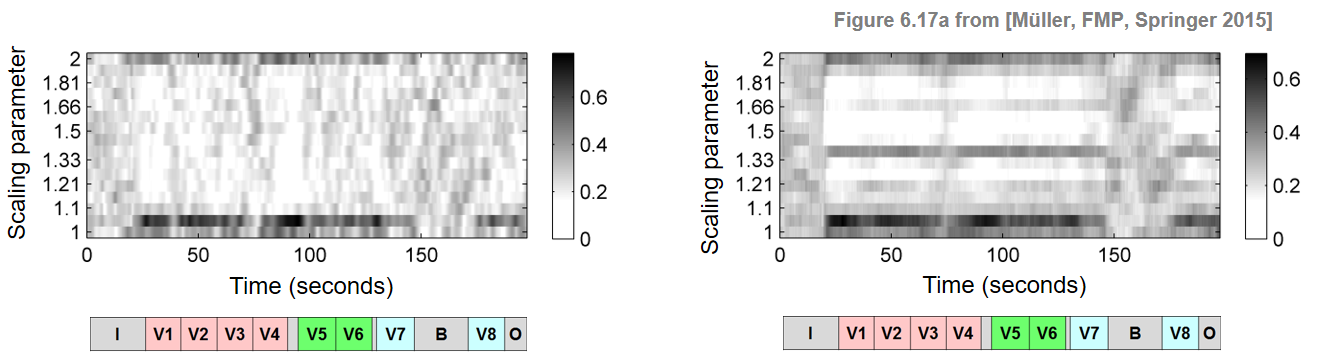 Figure 6.17a from [Müller, FMP, Springer 2015]
Scaling parameter
2
1.81
1.66
1.5
1.33
1.21
1.1
1
0 50 100 150
Time (seconds)
0.6
0.4
0.2
0
I V1 V2 V3 V4 V5 V6 V7 B V8 O
Scaling parameter
2
1.81
1.66
1.5
1.33
1.21
1.1
1
0 50 100 150
Time (seconds)
0.6
0.4
0.2
0
I V1 V2 V3 V4 V5 V6 V7 B V8 O